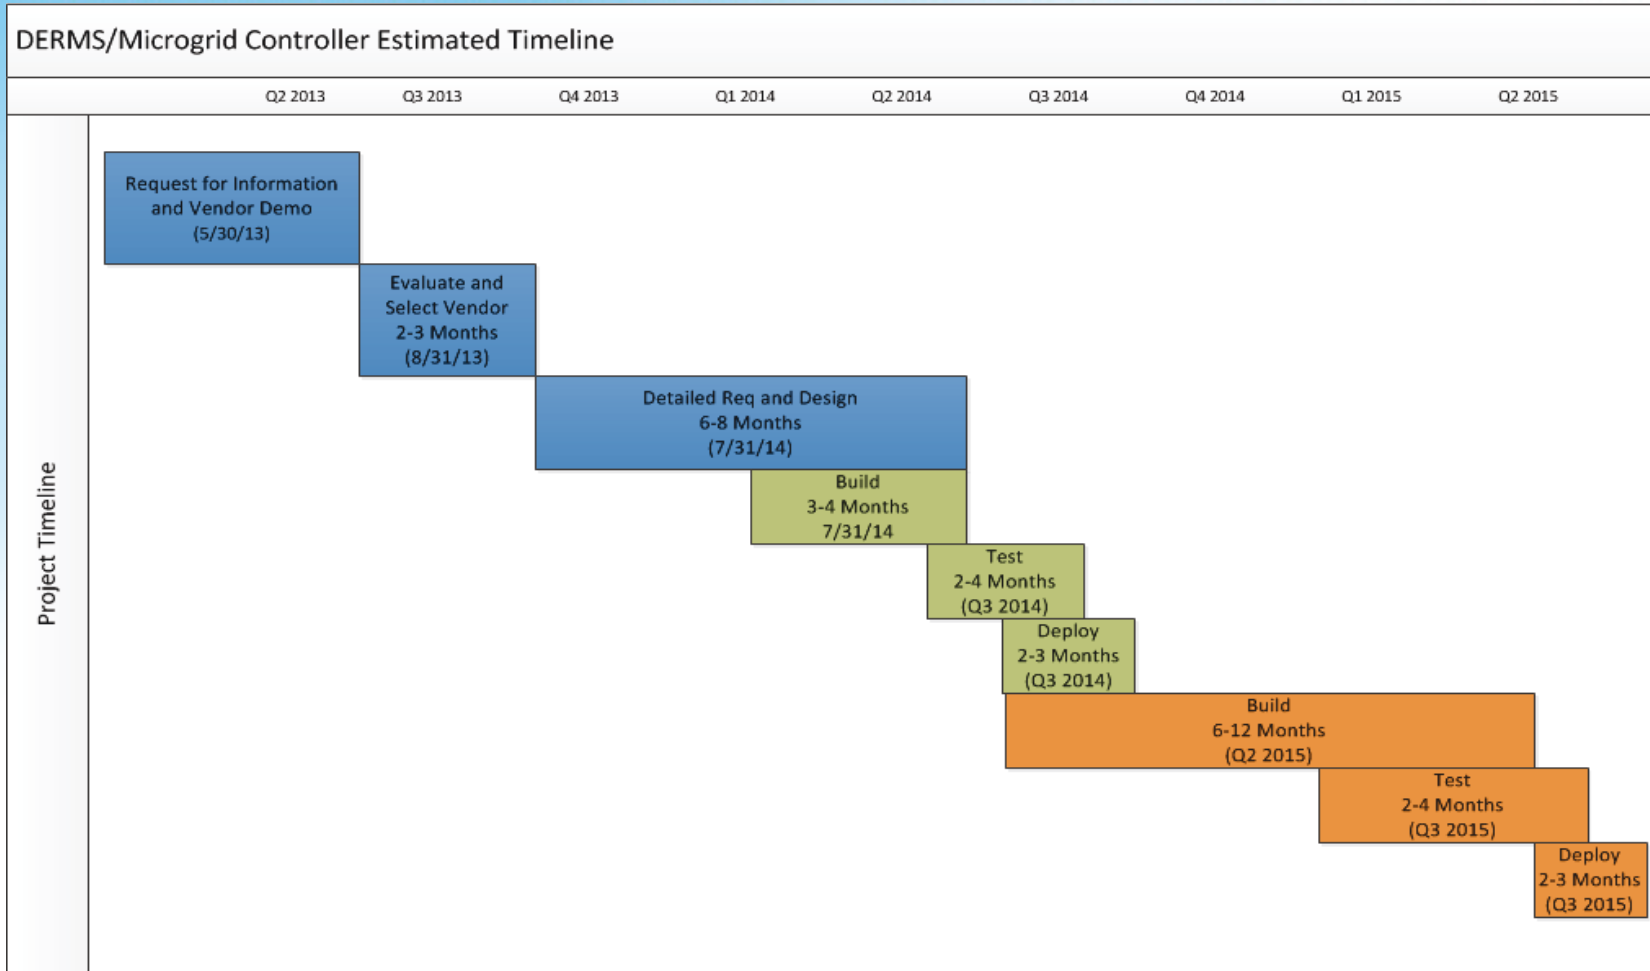 DERMS/Microgrid Controller Estimated Timeline
Q2 2013 Q3 2013 Q4 2013 Q1 2014 Q2 2014 Q3 2014 Q4 2014 Q1 2015 Q2 2015
Project Timeline
Request for Information
and Vendor Demo
(5/30/13)
Evaluate and
Select Vendor
2-3 Months
(8/31/13)
Detailed Req and Design
6-8 Months
(7/31/14)
Build
3-4 Months
7/31/14
Test
2-4 Months
(Q3 2014)
Deploy
2-3 Months
(Q3 2014)
Build
6-12 Months
(Q2 2015)
Test
2-4 Months
(Q3 2015)
Deploy
2-3 Months
(Q3 2015)